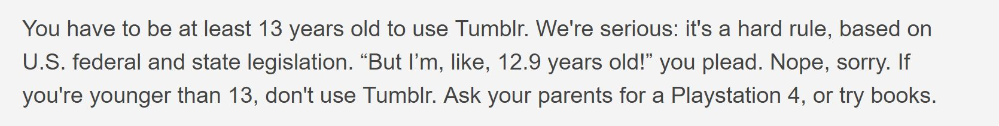 You have to be at least 13 years old to use Tumblr. We're serious: it's a hard rule, based on
U.S. federal and state legislation. “But I’m, like, 12.9 years old!” you plead. Nope, sorry. If
you're younger than 13, don't use Tumblr. Ask your parents for a Playstation 4, or try books.